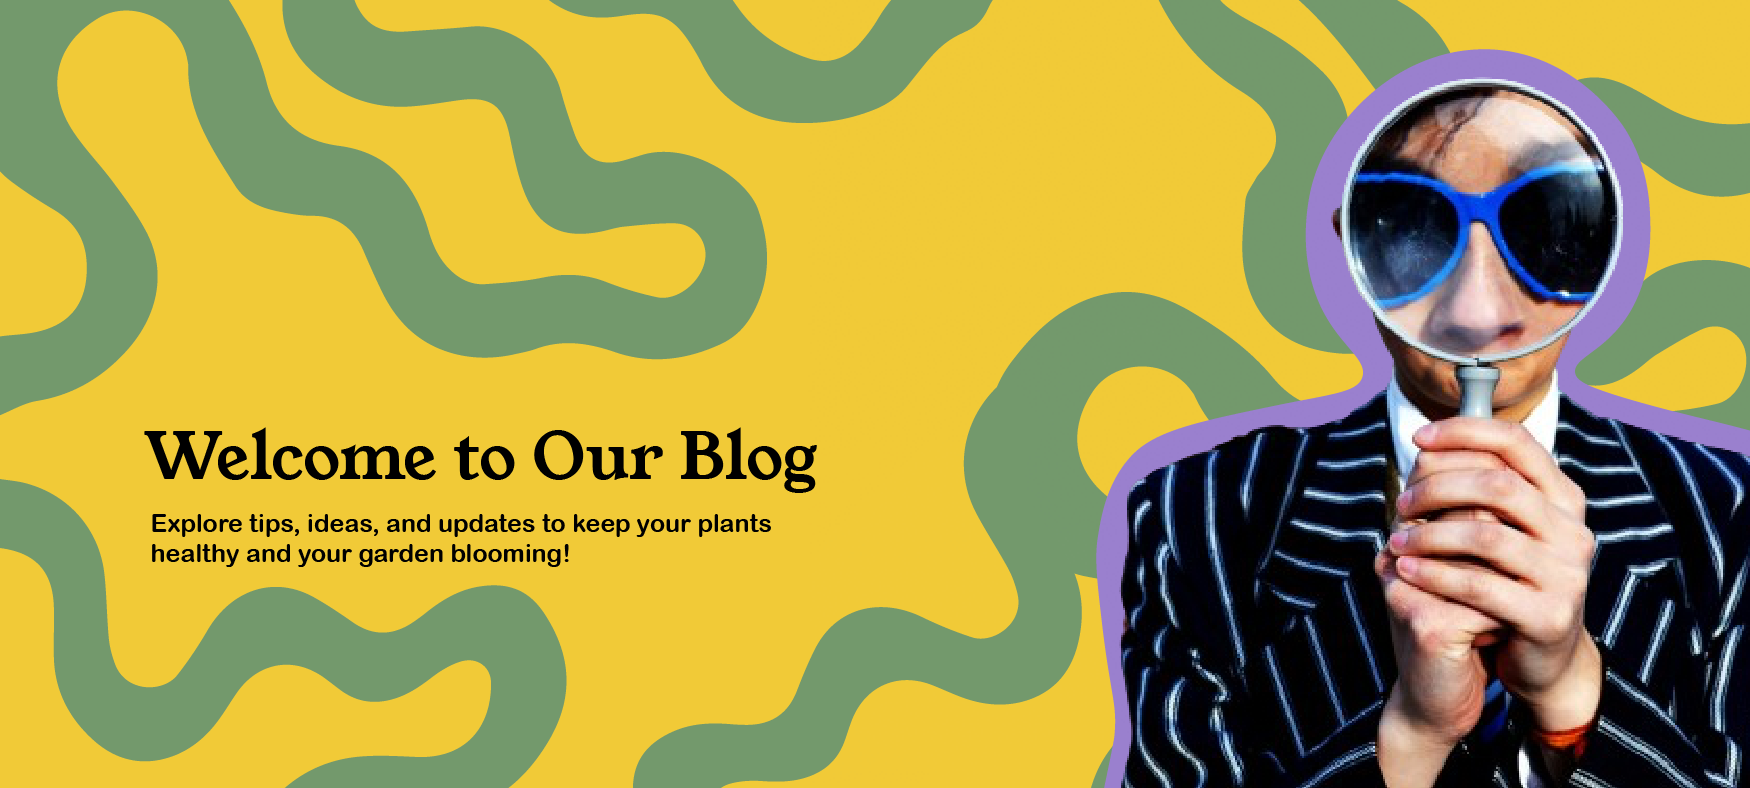 Welcome to Our Blog
Explore tips, ideas, and updates to keep your plants
healthy and your garden blooming!